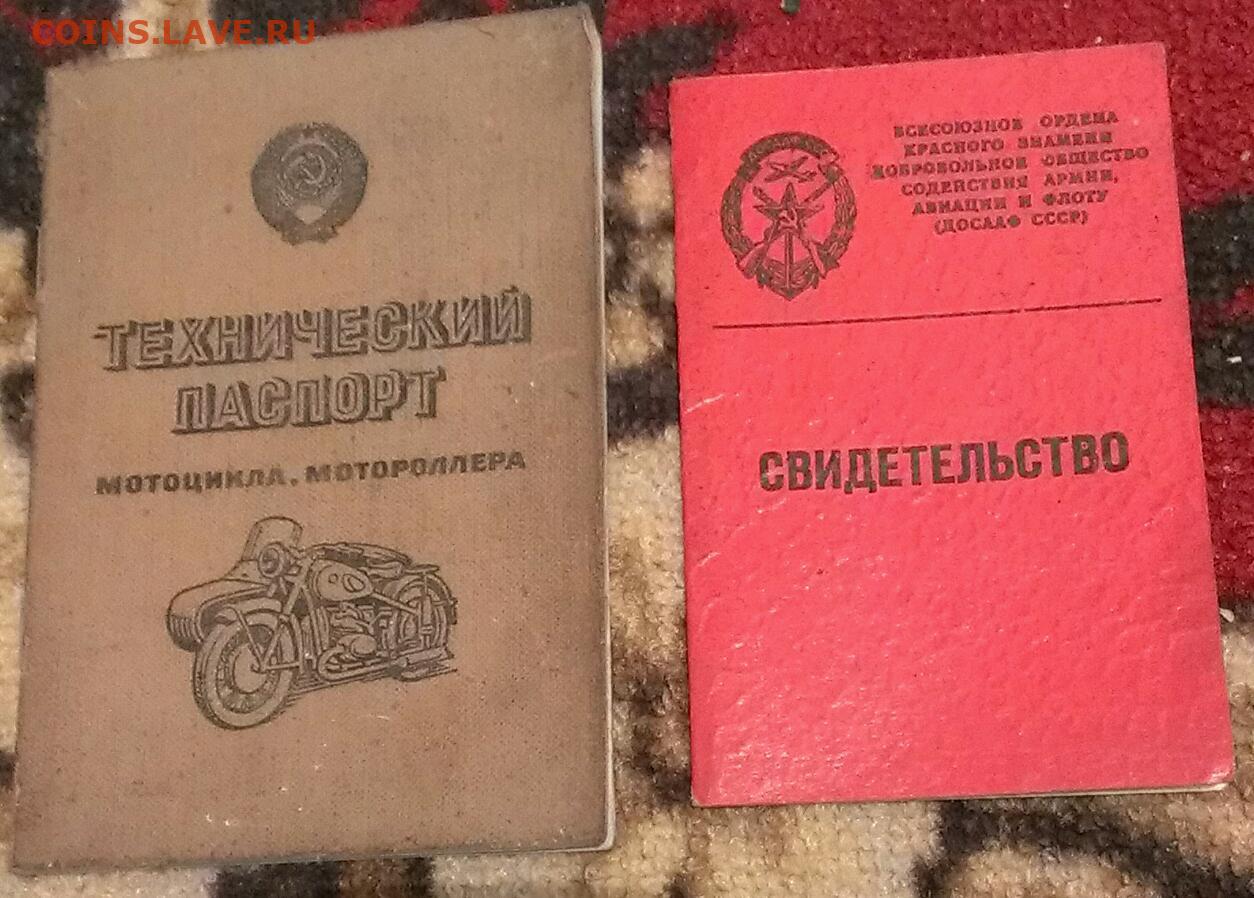 COINS.LAVE.RU
ТЕХНИЧЕСКИЙ
ПАСПОРТ
МОТОЦИКЛА, МОТОРОЛЛЕРА
ВСЕСОЮЗНОЕ ОРДЕНА
КРАСНОГО ЗНАМЕНИ
ДОБРОВОЛЬНОЕ ОБЩЕСТВО
СОДЕЙСТВИЯ АРМИИ,
АВИАЦИИ И ФЛОТУ
(ДОСААФ СССР)
СВИДЕТЕЛЬСТВО